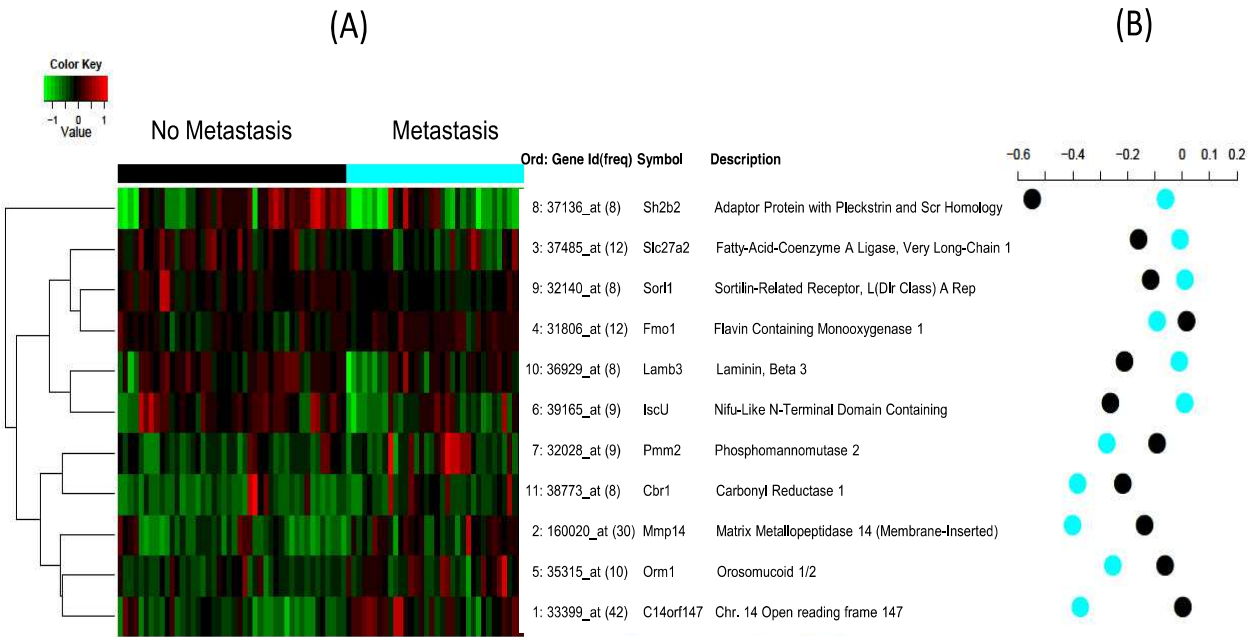 (A) (B)
Color Key
−1 0 1
Value
No Metastasis Metastasis
Ord: Gene Id(freq) Symbol Description
−0.6 −0.4 −0.2 0 0.2
8: 37136_at (8) Sh2b2 Adaptor Protein with Pleckstrin and Scr Homology
3: 37485_at (12) Slc27a2 Fatty-Acid-Coenzyme A Ligase, Very Long-Chain 1
9: 32140_at (8) Sorl1 Sortilin-Related Receptor, L(Dlr Class) A Rep
4: 31806_at (12) Fmo1 Flavin Containing Monooxygenase 1
10: 36929_at (8) Lamb3 Laminin, Beta 3
6: 39165_at (9) IscU Nifu-Like N-Terminal Domain Containing
7: 32028_at (9) Pmm2 Phosphomannomutase 2
11: 38773_at (8) Cbr1 Carbonyl Reductase 1
2: 160020_at (30) Mmp14 Matrix Metallopeptidase 14 (Membrane-Inserted)
5: 35315_at (10) Orm1 Orosomucoid 1/2
1: 33399_at (42) C14orf147 Chr. 14 Open reading frame 147